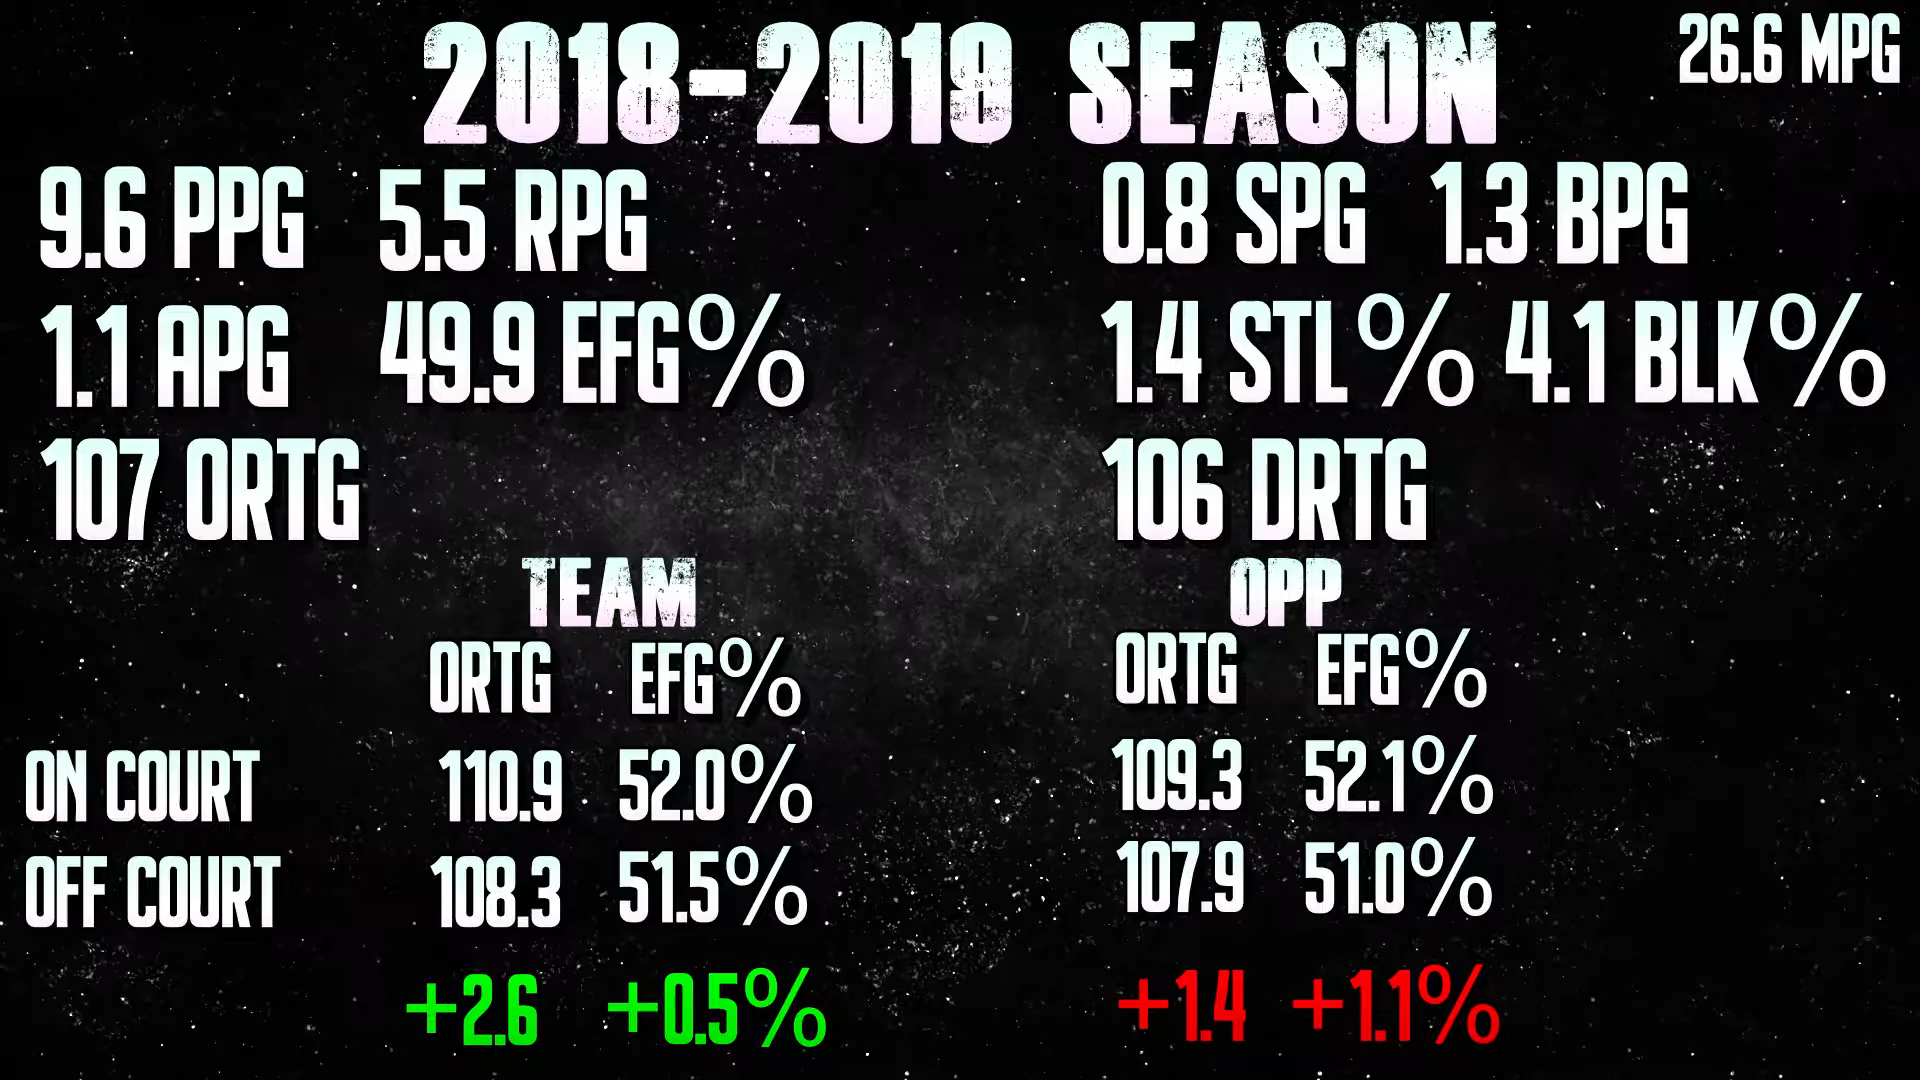 2018-2019 SEASON
26.6 MPG
9.6 PPG 5.5 RPG
0.8 SPG 1.3 BPG
1.1 APG 49.9 EFG%
1.4 STL% 4.1 BLK%
107 ORTG
106 DRTG
TEAM
OPP
ORTG EFG%
ORTG EFG%
ON COURT 110.9 52.0% 109.3 52.1%
OFF COURT 108.3 51.5% 107.9 51.0%
+2.6 +0.5% +1.4 +1.1%